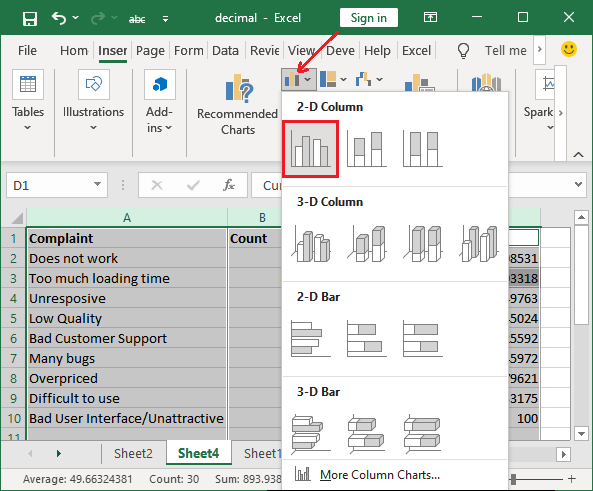 decimal - Excel
Sign in
abc
File Hom Inser Draw Page Form Data Revie View Deve Help Excel Tell me
Tables
Illustrations
Add-
ins
Recommended
Charts
Spark
2-D Column
3-D Column
2-D Bar
3-D Bar
More Column Charts...
D1
fx
Cu
A B
1 Complaint Count
2 Does not work 8531
3 Too much loading time 3318
4 Unresposive 9763
5 Low Quality 5024
6 Bad Customer Support 5592
7 Many bugs 5972
8 Overpriced 9621
9 Difficult to use 3175
10 Bad User Interface/Unattractive 100
11
Sheet2 Sheet4 Sheet1
Average: 49.66324381 Count: 30 Sum: 893.938